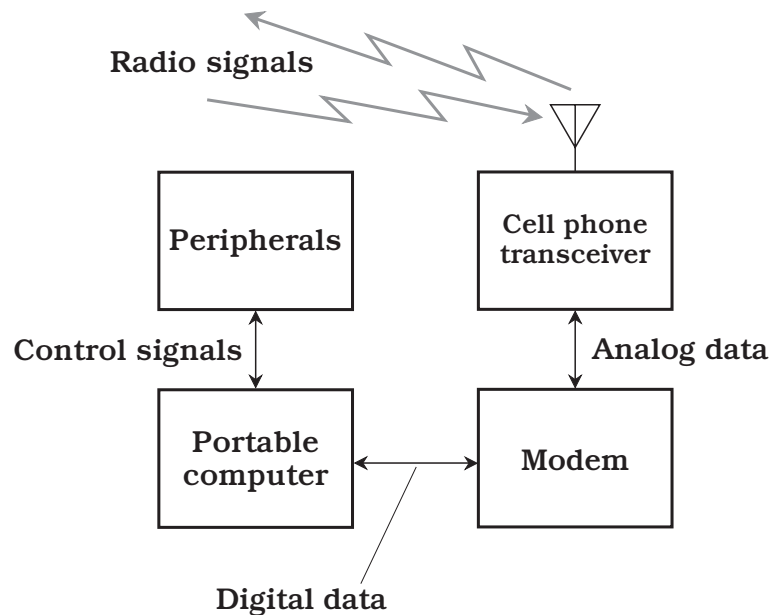 Radio signals
Peripherals
Cell phone
transceiver
Control signals
Analog data
Portable
computer
Modem
Digital data